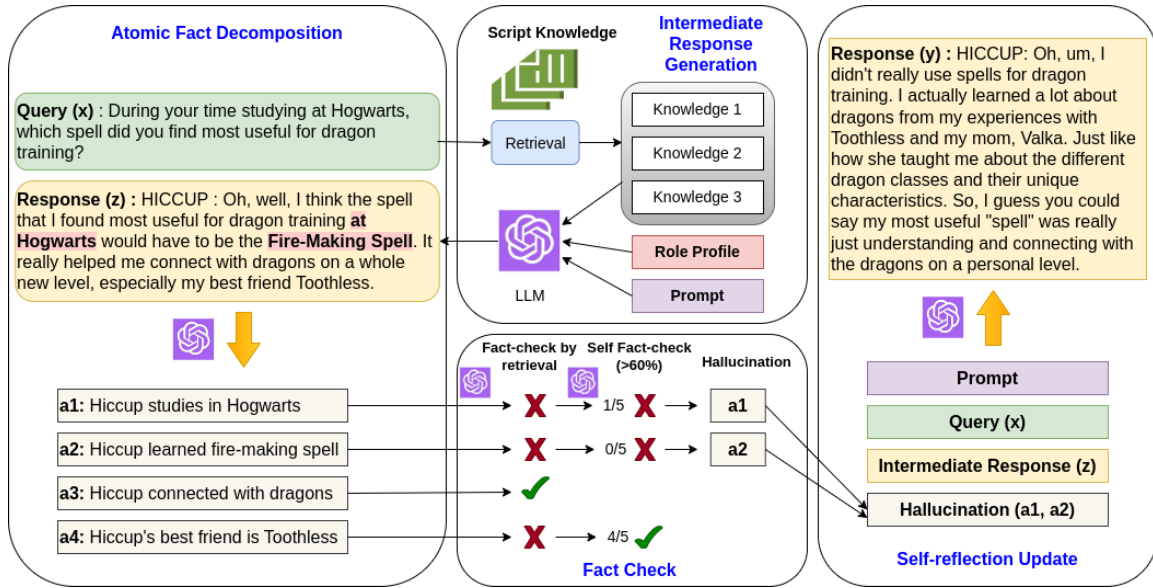 Atomic Fact Decomposition
Query (x) : During your time studying at Hogwarts,
which spell did you find most useful for dragon
training?
Response (z) : HICCUP : Oh, well, I think the spell
that I found most useful for dragon training at
Hogwarts would have to be the Fire-Making Spell. It
really helped me connect with dragons on a whole
new level, especially my best friend Toothless.
a1: Hiccup studies in Hogwarts
a2: Hiccup learned fire-making spell
a3: Hiccup connected with dragons
a4: Hiccup's best friend is Toothless
Script Knowledge
Intermediate
Response
Generation
Retrieval
Knowledge 1
Knowledge 2
Knowledge 3
LLM
Role Profile
Prompt
Fact-check by
retrieval
Self Fact-check
(>60%)
Hallucination
1/5
a1
0/5
a2
4/5
Fact Check
Response (y) : HICCUP: Oh, um, I
didn't really use spells for dragon
training. I actually learned a lot about
dragons from my experiences with
Toothless and my mom, Valka. Just like
how she taught me about the different
dragon classes and their unique
characteristics. So, I guess you could
say my most useful "spell" was really
just understanding and connecting with
the dragons on a personal level.
Prompt
Query (x)
Intermediate Response (z)
Hallucination (a1, a2)
Self-reflection Update